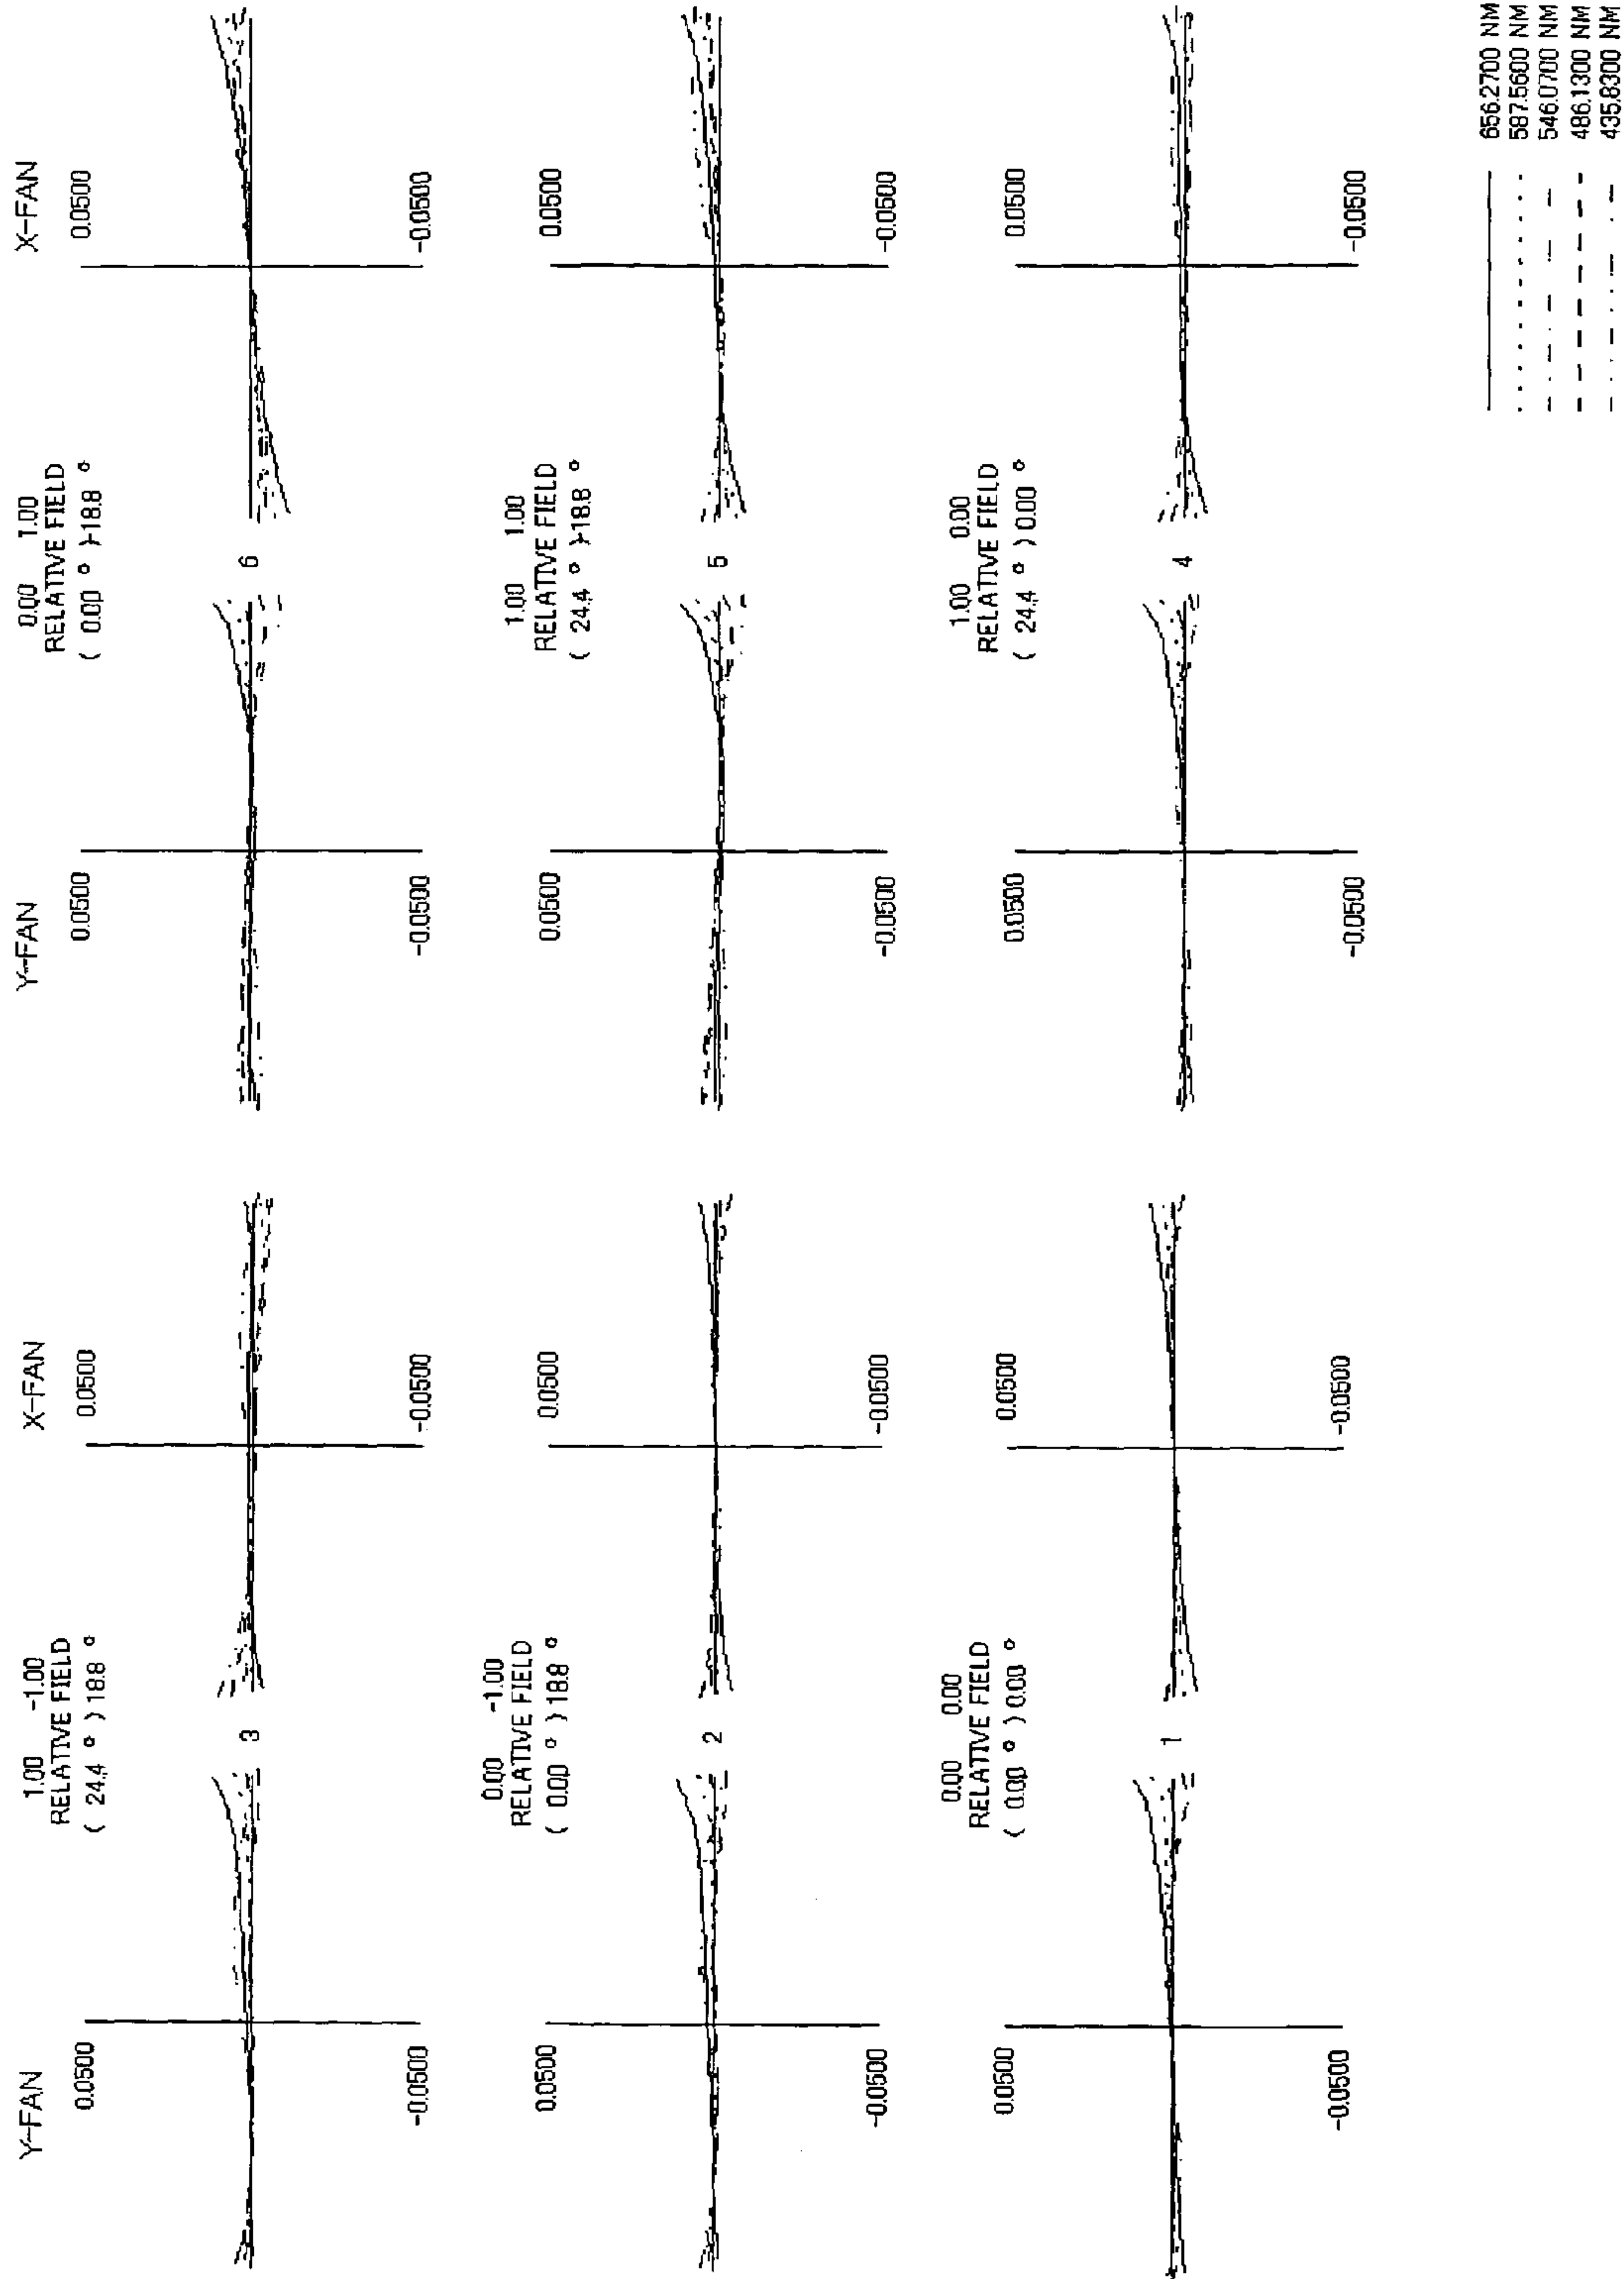 Y-FAN
1.00 -1.00
RELATIVE FIELD
( 24.4 ° ) 18.8 °
X-FAN
0.0500
0.0500
3
-0.0500
-0.0500
0.00 -1.00
RELATIVE FIELD
( 0.00 ° ) 18.8 °
0.0500
0.0500
2
-0.0500
-0.0500
0.00 0.00
RELATIVE FIELD
( 0.00 ° ) 0.00 °
0.0500
0.0500
1
-0.0500
-0.0500
Y-FAN
0.00 1.00
RELATIVE FIELD
( 0.00 ° )-18.8 °
X-FAN
0.0500
0.0500
6
-0.0500
-0.0500
1.00 1.00
RELATIVE FIELD
( 24.4 ° )-18.8 °
0.0500
0.0500
5
-0.0500
-0.0500
1.00 0.00
RELATIVE FIELD
( 24.4 ° ) 0.00 °
0.0500
0.0500
4
-0.0500
-0.0500
656.2700 NM
587.5600 NM
546.0700 NM
486.1300 NM
435.8300 NM